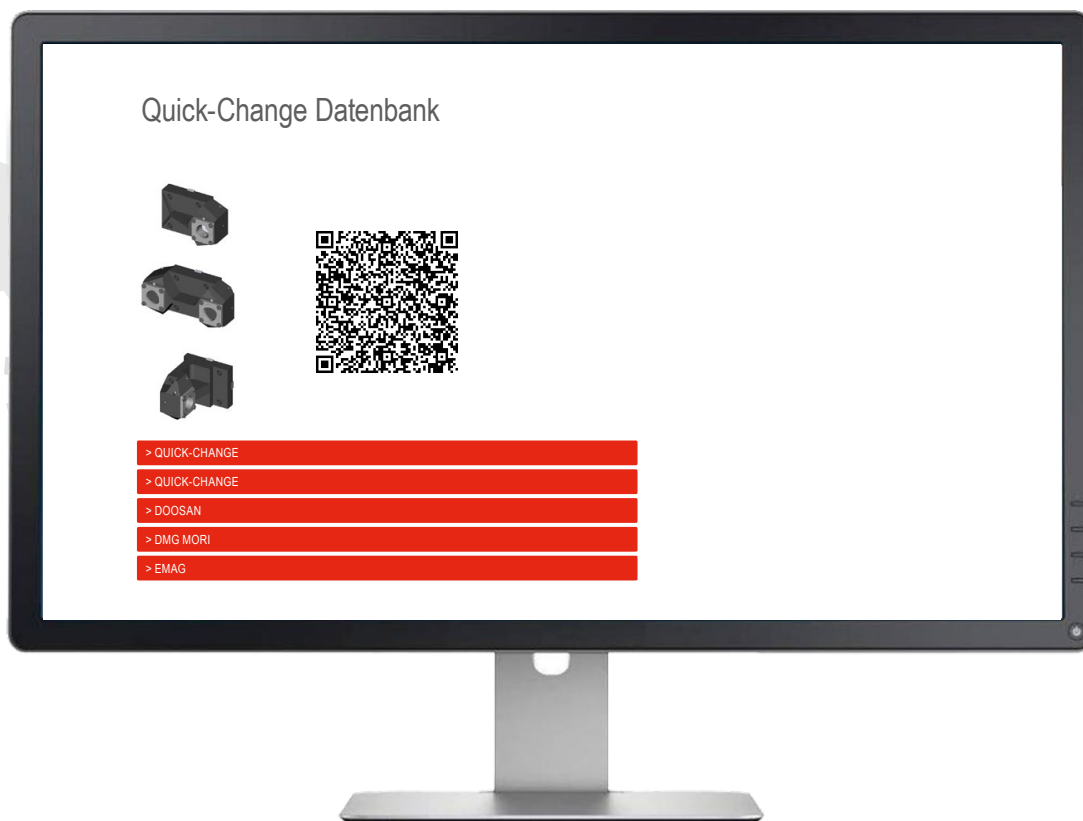 Quick-Change Datenbank
> QUICK-CHANGE
> QUICK-CHANGE
> DOOSAN
> DMG MORI
> EMAG